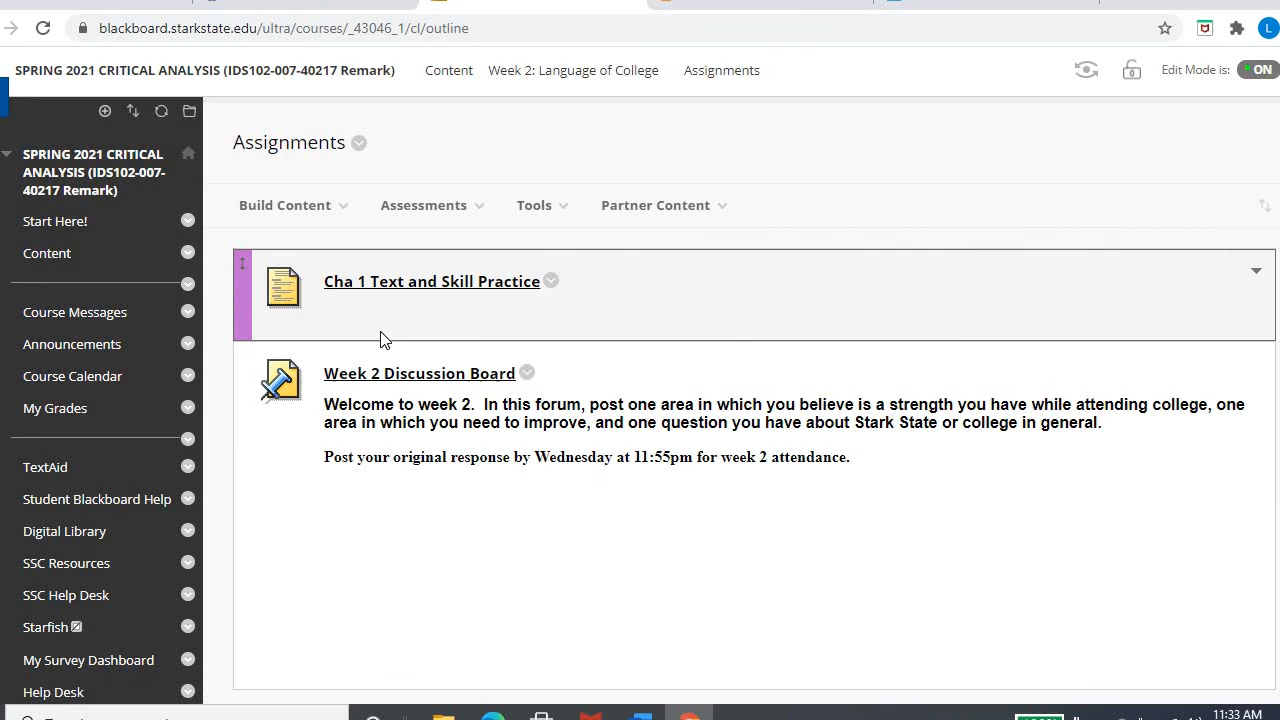 blackboard.starkstate.edu/ultra/courses/_43046_1/cl/outline
L
SPRING 2021 CRITICAL ANALYSIS (IDS102-007-40217 Remark)
Content
Week 2: Language of College
Assignments
Edit Mode is:
ON
SPRING 2021 CRITICAL
ANALYSIS (IDS102-007-
40217 Remark)
Start Here!
Content
Course Messages
Announcements
Course Calendar
My Grades
TextAid
Student Blackboard Help
Digital Library
SSC Resources
SSC Help Desk
Starfish
My Survey Dashboard
Help Desk
Assignments
Build Content
Assessments
Tools
Partner Content
Cha 1 Text and Skill Practice
Week 2 Discussion Board
Welcome to week 2.  In this forum, post one area in which you believe is a strength you have while attending college, one
area in which you need to improve, and one question you have about Stark State or college in general.
Post your original response by Wednesday at 11:55pm for week 2 attendance.
11:33 AM